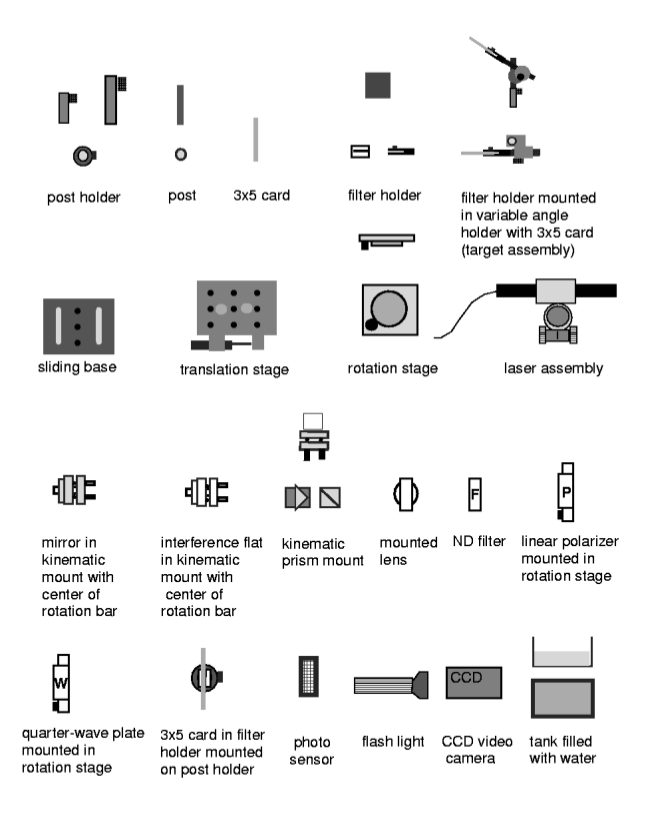 post holder
post
3x5 card
filter holder
filter holder mounted
in variable angle
holder with 3x5 card
(target assembly)
sliding base
translation stage
rotation stage
laser assembly
mirror in
kinematic
mount with
center of
rotation bar
interference flat
in kinematic
mount with
center of
rotation bar
kinematic
prism mount
mounted
lens
F
ND filter
P
linear polarizer
mounted in
rotation stage
W
quarter-wave plate
mounted in
rotation stage
3x5 card in filter
holder mounted
on post holder
photo
sensor
flash light
CCD
CCD video
camera
tank filled
with water